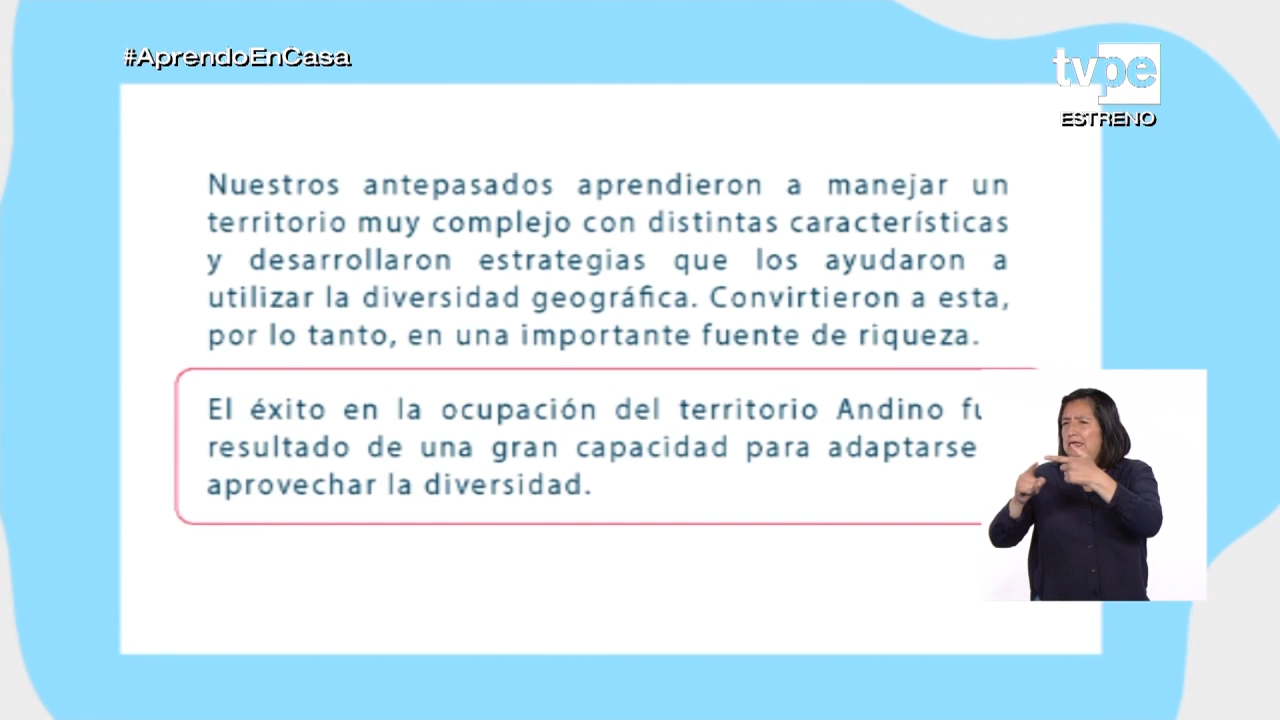 #AprendoEnCasa
tvpe
ESTRENO
Nuestros antepasados aprendieron a manejar un
territorio muy complejo con distintas características
y desarrollaron estrategias que los ayudaron a
utilizar la diversidad geográfica. Convirtieron a esta,
por lo tanto, en una importante fuente de riqueza.
El éxito en la ocupación del territorio Andino
resultado de una gran capacidad para adaptarse
aprovechar la diversidad.